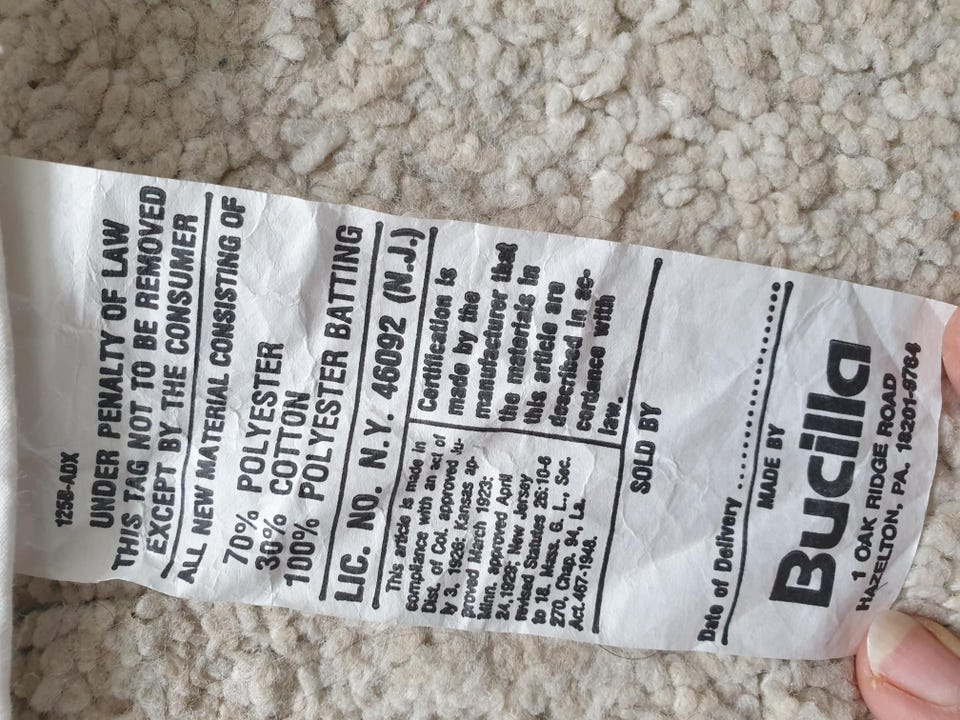 125B-ADX
UNDER PENALTY OF LAW
THIS TAG NOT TO BE REMOVED
EXCEPT BY THE CONSUMER
ALL NEW MATERIAL CONSISTING OF
70% POLYESTER
30% COTTON
100% POLYESTER BATTING
LIC. NO. N.Y. 46092 (N.J.)
This article is made in
compliance with an act of
Dist. of Col. approved Ju-
ly 3, 1926; Kansas ap-
proved March 1923;
Minn. approved April
24, 1929; New Jersey
revised Statutes 26:10-6
to 18. Mass. G. L., Sec.
270, Chap. 94, La.
Act. 467-1948.
Certification is
made by the
manufacturer that
the materials in
this article are
described in ac-
cordance with
law.
SOLD BY
Date of Delivery ....................
MADE BY
Bucilla
1 OAK RIDGE ROAD
HAZELTON, PA. 18201-9764